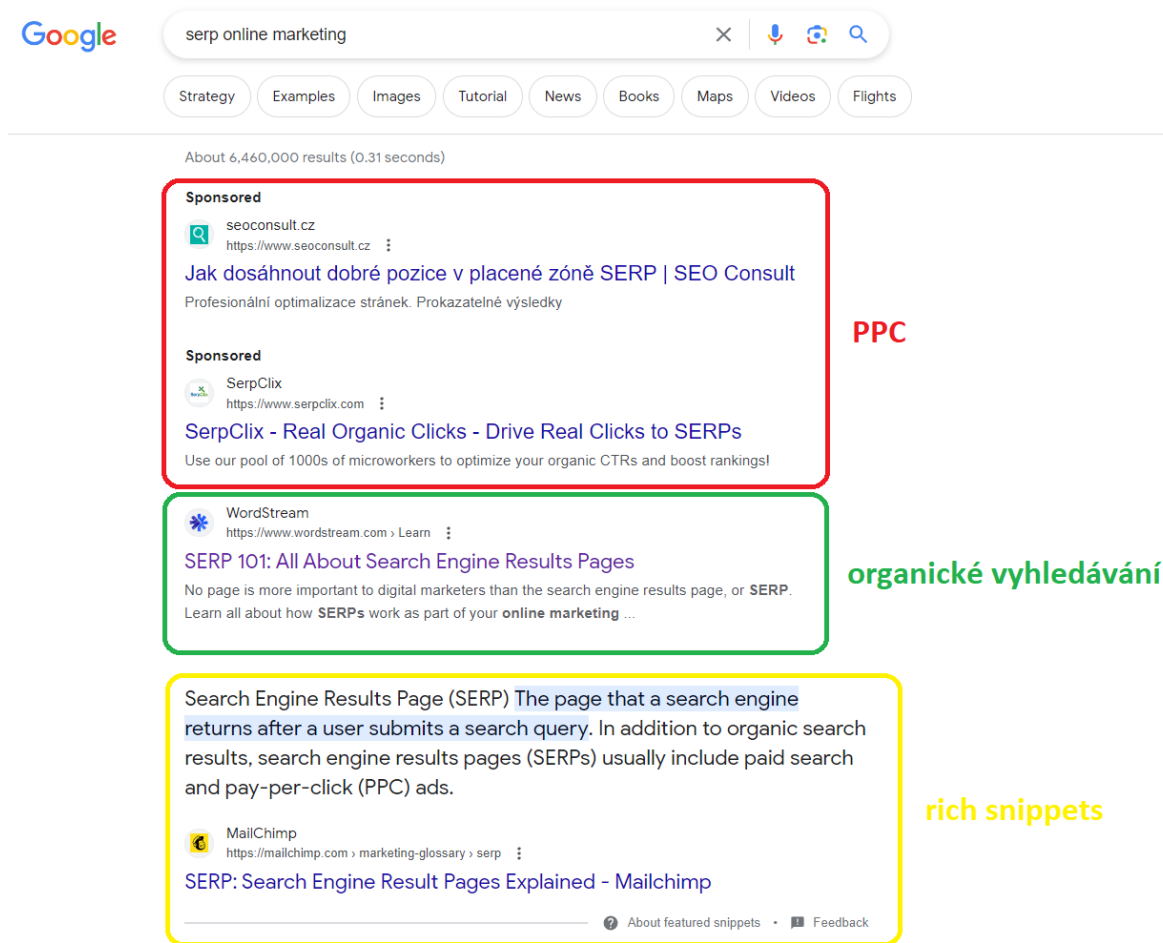 Google
serp online marketing
Strategy Examples Images Tutorial News Books Maps Videos Flights
About 6,460,000 results (0.31 seconds)
Sponsored
seoconsult.cz
https://www.seoconsult.cz
Jak dosáhnout dobré pozice v placené zóně SERP | SEO Consult
Profesionální optimalizace stránek. Prokazatelné výsledky
PPC
Sponsored
SerpClix
SerpClix
https://www.serpclix.com
SerpClix - Real Organic Clicks - Drive Real Clicks to SERPs
Use our pool of 1000s of microworkers to optimize your organic CTRs and boost rankings!
WordStream
https://www.wordstream.com › Learn
SERP 101: All About Search Engine Results Pages
organické vyhledávání
No page is more important to digital marketers than the search engine results page, or SERP.
Learn all about how SERPs work as part of your online marketing ...
Search Engine Results Page (SERP) The page that a search engine
returns after a user submits a search query. In addition to organic search
results, search engine results pages (SERPs) usually include paid search
and pay-per-click (PPC) ads.
rich snippets
MailChimp
https://mailchimp.com › marketing-glossary › serp
SERP: Search Engine Result Pages Explained - Mailchimp
About featured snippets • Feedback